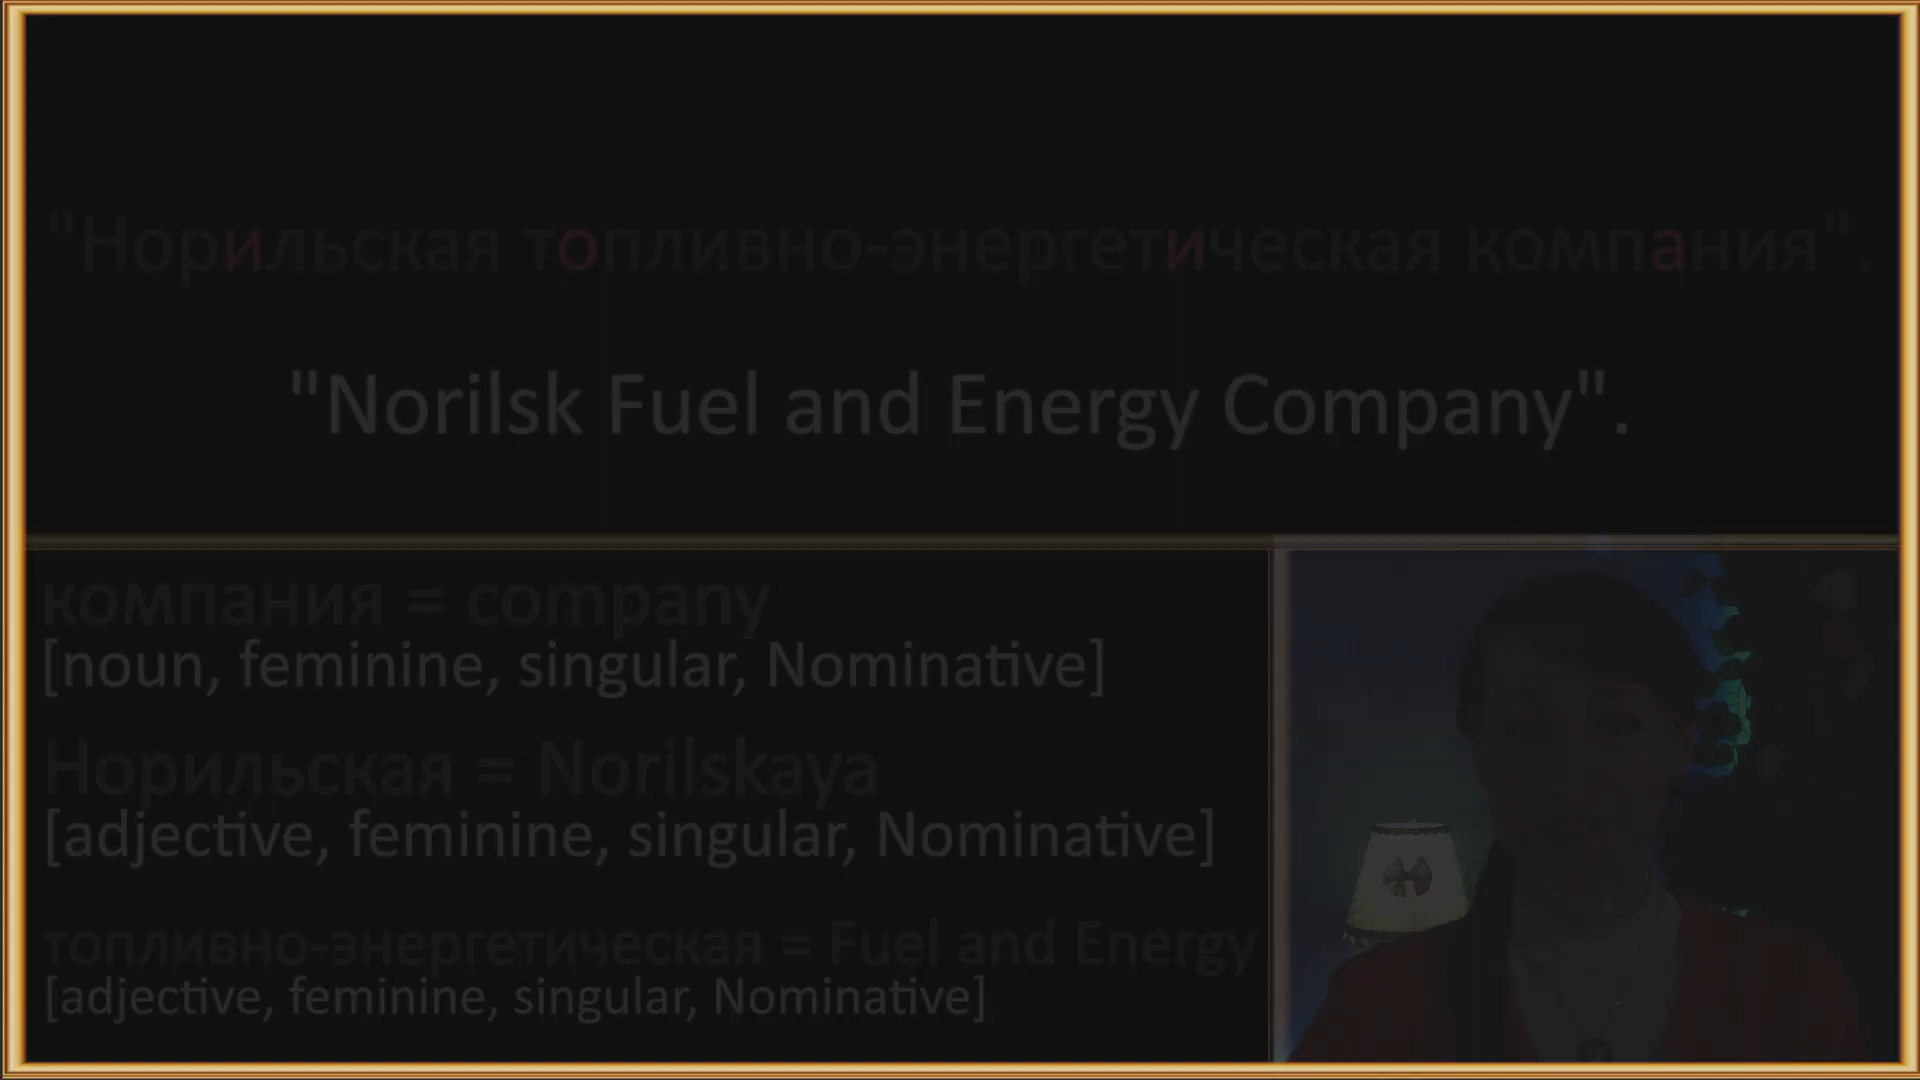 "Норильская топливно-энергетическая компания".
"Norilsk Fuel and Energy Company".
компания = company
[noun, feminine, singular, Nominative]
Норильская = Norilskaya
[adjective, feminine, singular, Nominative]
топливно-энергетическая = Fuel and Energy
[adjective, feminine, singular, Nominative]